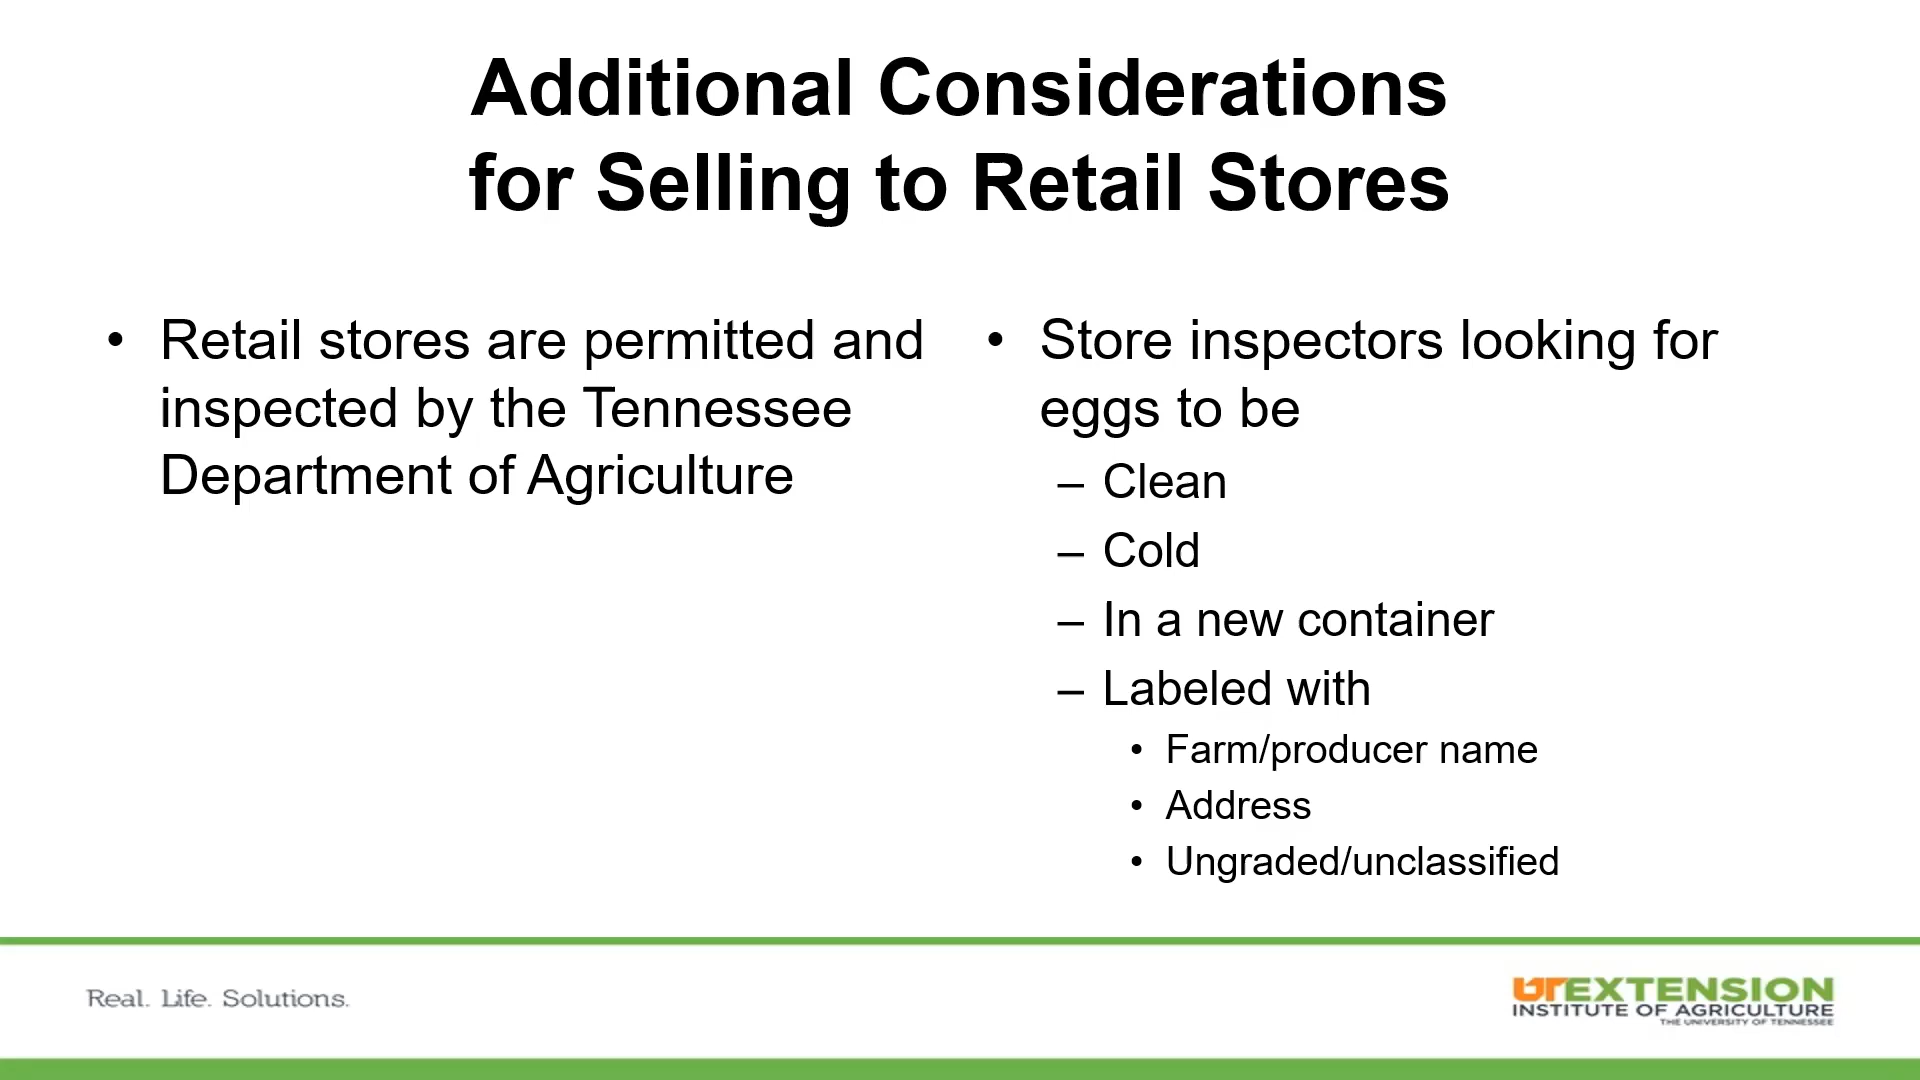 Additional Considerations
for Selling to Retail Stores
• Retail stores are permitted and
inspected by the Tennessee
Department of Agriculture
• Store inspectors looking for
eggs to be
– Clean
– Cold
– In a new container
– Labeled with
• Farm/producer name
• Address
• Ungraded/unclassified
Real. Life. Solutions.
UT EXTENSION
INSTITUTE OF AGRICULTURE
THE UNIVERSITY OF TENNESSEE